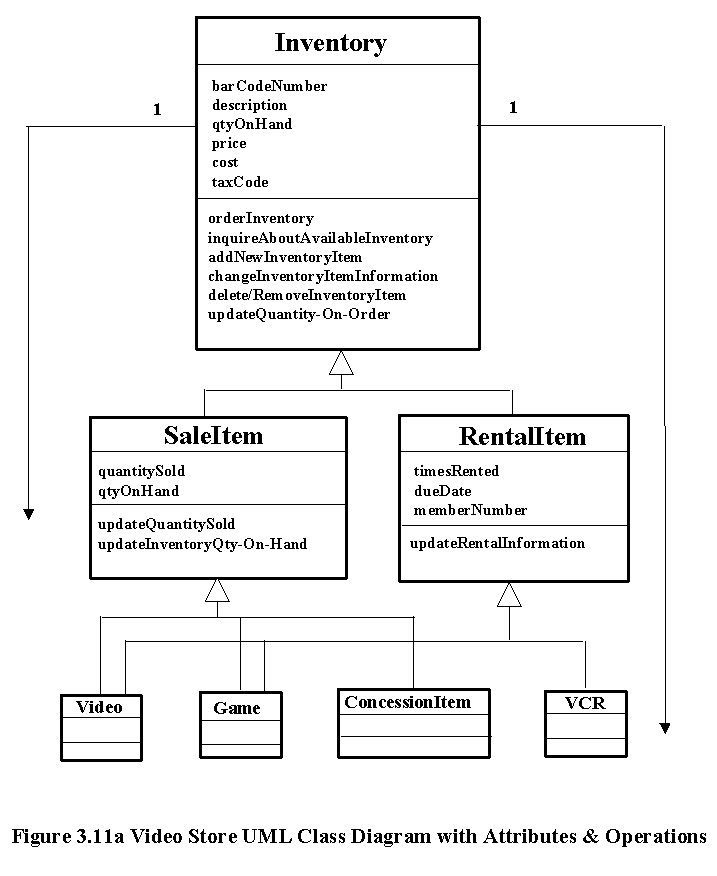 Inventory
barCodeNumber
description
qtyOnHand
price
cost
taxCode
1
1
orderInventory
inquireAboutAvailableInventory
addNewInventoryItem
changeInventoryItemInformation
delete/RemoveInventoryItem
updateQuantity-On-Order
SaleItem
quantitySold
qtyOnHand
updateQuantitySold
updateInventoryQty-On-Hand
RentalItem
timesRented
dueDate
memberNumber
updateRentalInformation
Video
Game
ConcessionItem
VCR
Figure 3.11a Video Store UML Class Diagram with Attributes & Operations